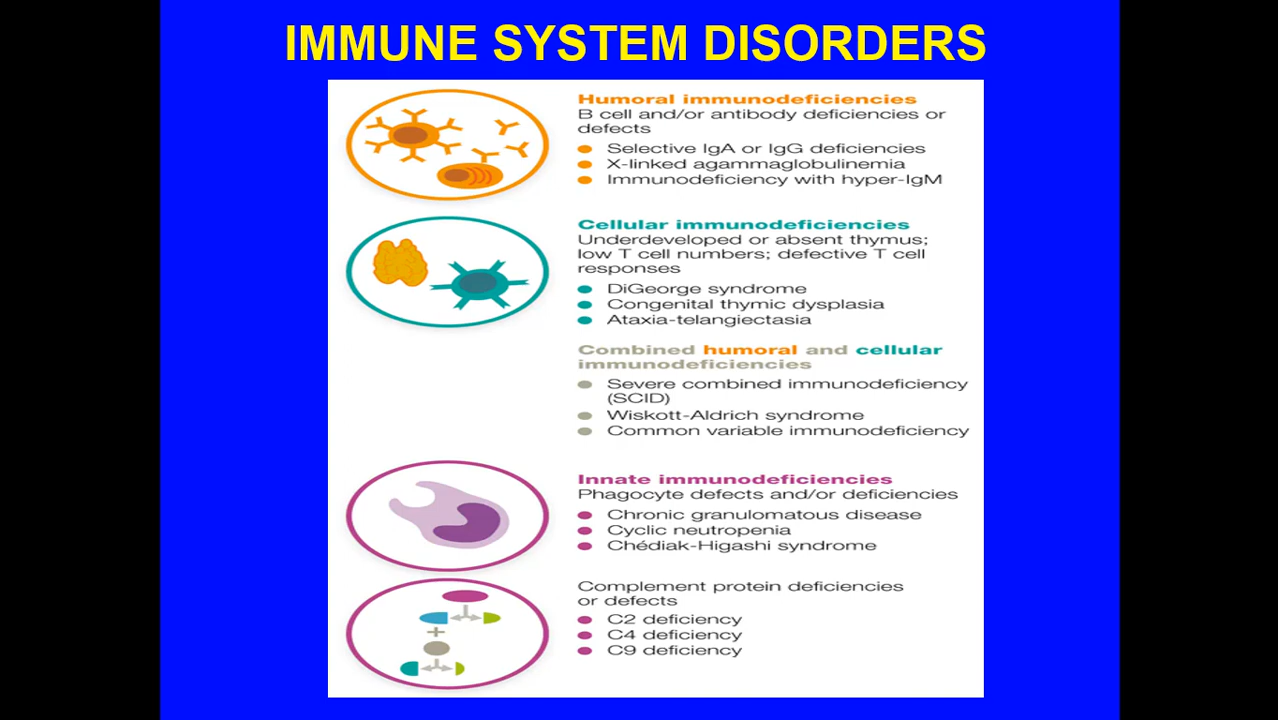 IMMUNE SYSTEM DISORDERS
Humoral immunodeficiencies
B cell and/or antibody deficiencies or
defects
Selective IgA or IgG deficiencies
X-linked agammaglobulinemia
Immunodeficiency with hyper-IgM
Cellular immunodeficiencies
Underdeveloped or absent thymus;
low T cell numbers; defective T cell
responses
DiGeorge syndrome
Congenital thymic dysplasia
Ataxia-telangiectasia
Combined humoral and cellular
immunodeficiencies
Severe combined immunodeficiency
(SCID)
Wiskott-Aldrich syndrome
Common variable immunodeficiency
Innate immunodeficiencies
Phagocyte defects and/or deficiencies
Chronic granulomatous disease
Cyclic neutropenia
Chédiak-Higashi syndrome
Complement protein deficiencies
or defects
C2 deficiency
+
C4 deficiency
C9 deficiency